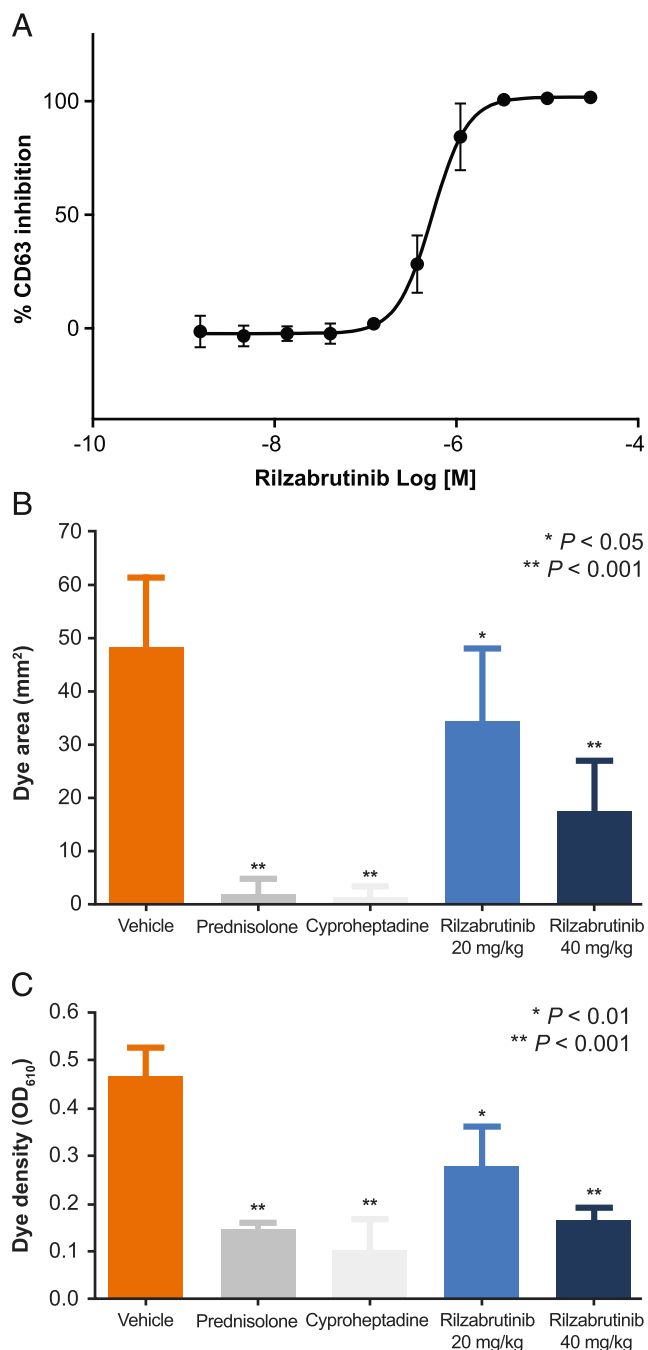 A
% CD63 inhibition
100
50
0
-10
-8
-6
-4
Rilzabrutinib Log [M]
B
Dye area (mm²)
70
60
50
40
30
20
10
0
* P < 0.05
** P < 0.001
**
**
*
**
Vehicle
Prednisolone
Cyproheptadine
Rilzabrutinib
20 mg/kg
Rilzabrutinib
40 mg/kg
C
Dye density (OD₆₁₀)
0.6
0.5
0.4
0.3
0.2
0.1
0.0
* P < 0.01
** P < 0.001
**
**
*
**
Vehicle
Prednisolone
Cyproheptadine
Rilzabrutinib
20 mg/kg
Rilzabrutinib
40 mg/kg